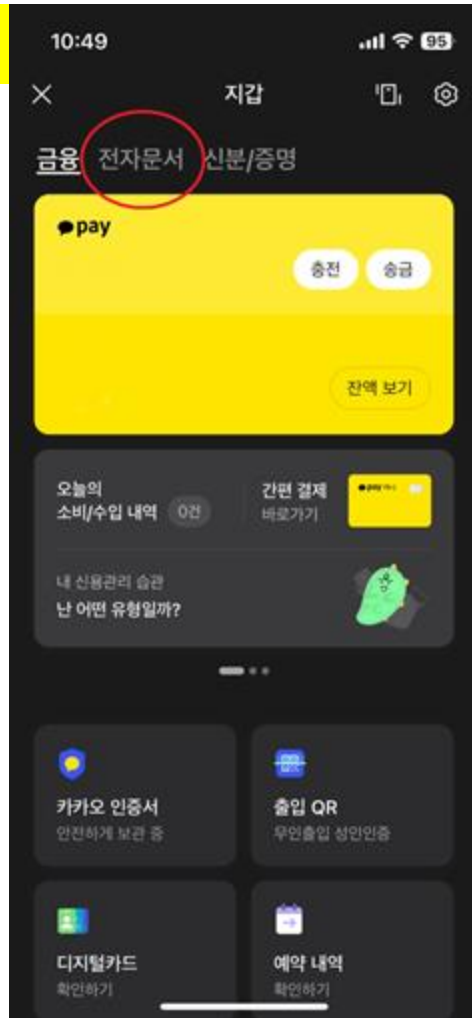 10:49
95
지갑
금융 전자문서 신분/증명
pay
충전 송금
잔액 보기
오늘의
소비/수입 내역 0건
간편 결제
바로가기
내 신용관리 습관
난 어떤 유형일까?
카카오 인증서
안전하게 보관 중
출입 QR
무인출입 성인인증
디지털카드
확인하기
예약 내역
확인하기